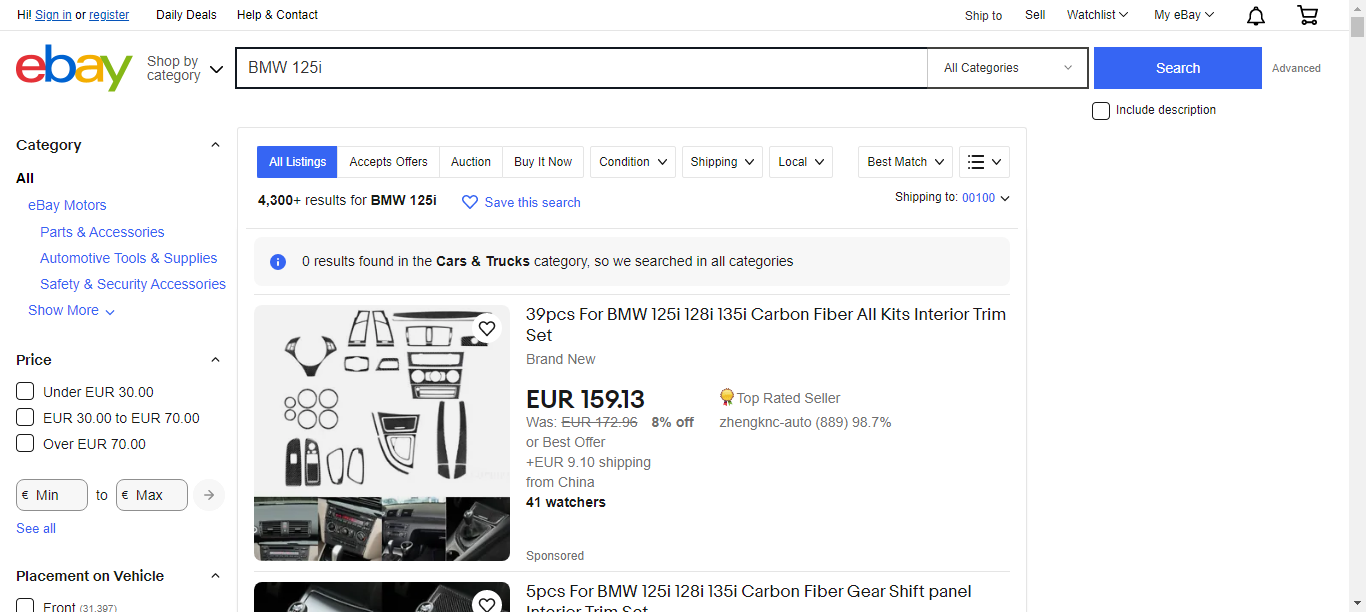 Hi! Sign in or register Daily Deals Help & Contact Ship to Sell Watchlist My eBay
ebay Shop by category BMW 125i All Categories Search Advanced
Include description
Category
All
eBay Motors
Parts & Accessories
Automotive Tools & Supplies
Safety & Security Accessories
Show More
Price
Under EUR 30.00
EUR 30.00 to EUR 70.00
Over EUR 70.00
€ Min to € Max
See all
Placement on Vehicle
Front (31,397)
All Listings Accepts Offers Auction Buy It Now Condition Shipping Local Best Match
4,300+ results for BMW 125i Save this search Shipping to: 00100
0 results found in the Cars & Trucks category, so we searched in all categories
39pcs For BMW 125i 128i 135i Carbon Fiber All Kits Interior Trim
Set
Brand New
EUR 159.13 Top Rated Seller
Was: EUR 172.96 8% off zhengknc-auto (889) 98.7%
or Best Offer
+EUR 9.10 shipping
from China
41 watchers
Sponsored
5pcs For BMW 125i 128i 135i Carbon Fiber Gear Shift panel
Interior Trim Set